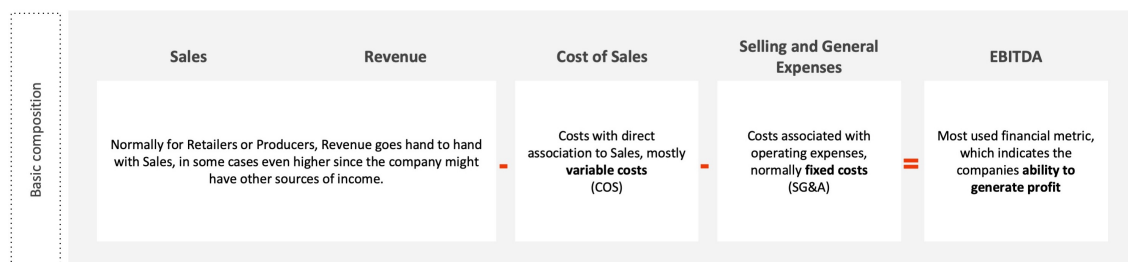 Basic composition
Sales
Revenue
Cost of Sales
Selling and General
Expenses
EBITDA
Normally for Retailers or Producers, Revenue goes hand to hand
with Sales, in some cases even higher since the company might
have other sources of income.
-
Costs with direct
association to Sales, mostly
variable costs
(COS)
-
Costs associated with
operating expenses,
normally fixed costs
(SG&A)
=
Most used financial metric,
which indicates the
companies ability to
generate profit